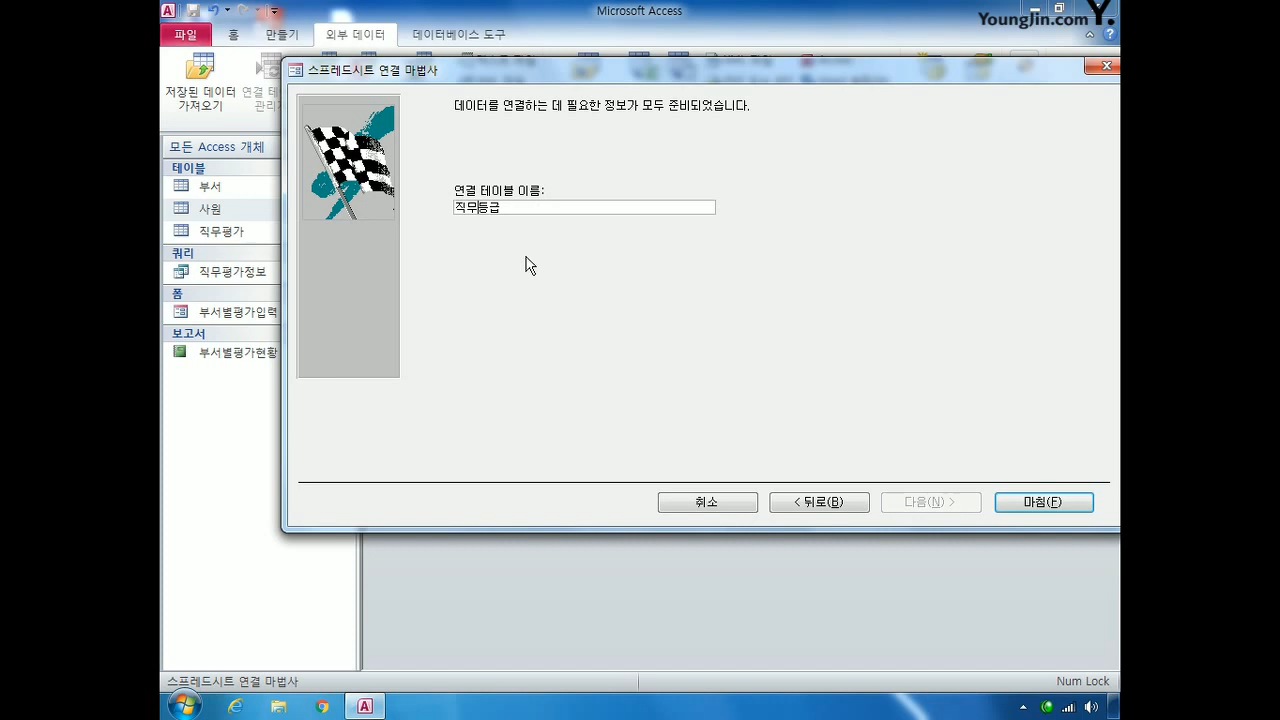 Microsoft Access
YoungJin.com Y.
파일
홈
만들기
외부 데이터
데이터베이스 도구
저장된 데이터
가져오기
연결 테
관리
스프레드시트 연결 마법사
데이터를 연결하는 데 필요한 정보가 모두 준비되었습니다.
연결 테이블 이름:
직무등급
모든 Access 개체
테이블
부서
사원
직무평가
쿼리
직무평가정보
폼
부서별평가입력
보고서
부서별평가현황
취소
< 뒤로(B)
다음(N) >
마침(F)
스프레드시트 연결 마법사
Num Lock